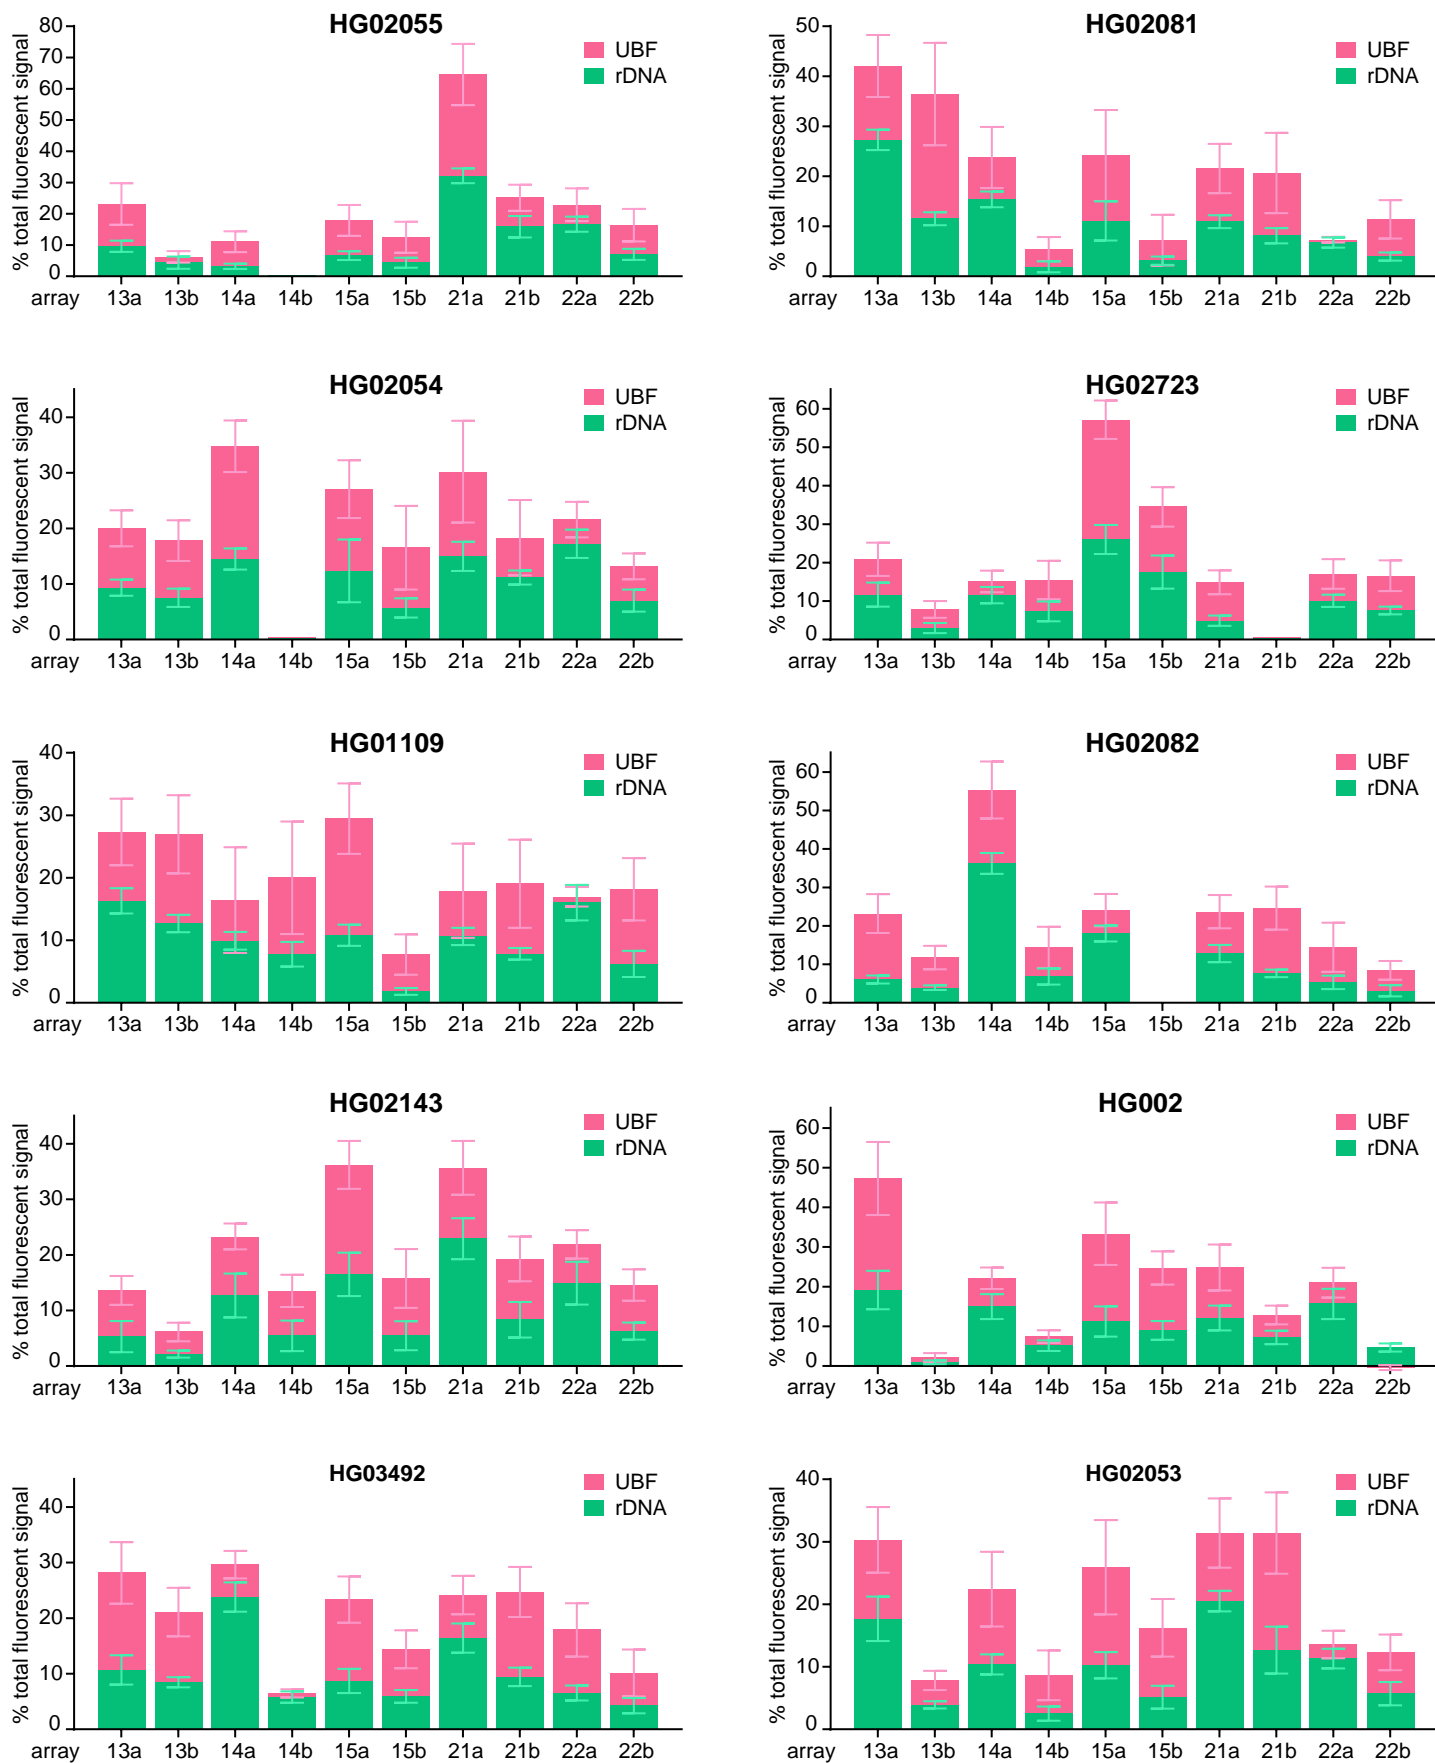 HG02055
% total fluorescent signal
80
70
60
50
40
30
20
10
0
UBF
rDNA
array 13a 13b 14a 14b 15a 15b 21a 21b 22a 22b
HG02081
% total fluorescent signal
50
40
30
20
10
0
UBF
rDNA
array 13a 13b 14a 14b 15a 15b 21a 21b 22a 22b
HG02054
% total fluorescent signal
40
30
20
10
0
UBF
rDNA
array 13a 13b 14a 14b 15a 15b 21a 21b 22a 22b
HG02723
% total fluorescent signal
60
50
40
30
20
10
0
UBF
rDNA
array 13a 13b 14a 14b 15a 15b 21a 21b 22a 22b
HG01109
% total fluorescent signal
40
30
20
10
0
UBF
rDNA
array 13a 13b 14a 14b 15a 15b 21a 21b 22a 22b
HG02082
% total fluorescent signal
60
50
40
30
20
10
0
UBF
rDNA
array 13a 13b 14a 14b 15a 15b 21a 21b 22a 22b
HG02143
% total fluorescent signal
40
30
20
10
0
UBF
rDNA
array 13a 13b 14a 14b 15a 15b 21a 21b 22a 22b
HG002
% total fluorescent signal
60
50
40
30
20
10
0
UBF
rDNA
array 13a 13b 14a 14b 15a 15b 21a 21b 22a 22b
HG03492
% total fluorescent signal
40
30
20
10
0
UBF
rDNA
array 13a 13b 14a 14b 15a 15b 21a 21b 22a 22b
HG02053
% total fluorescent signal
40
30
20
10
0
UBF
rDNA
array 13a 13b 14a 14b 15a 15b 21a 21b 22a 22b